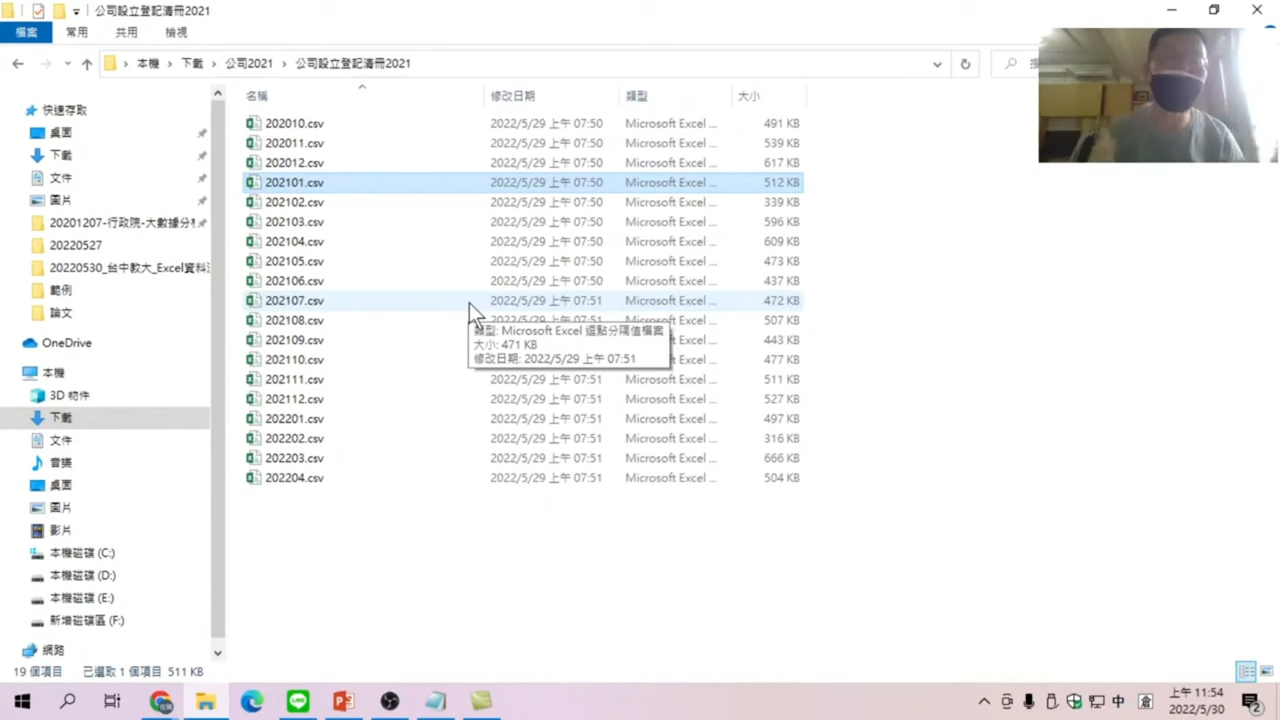 公司設立登記清冊2021
檔案 常用 共用 檢視
本機 下載 公司2021 公司設立登記清冊2021
名稱 修改日期 類型 大小
202010.csv 2022/5/29 上午 07:50 Microsoft Excel ... 491 KB
202011.csv 2022/5/29 上午 07:50 Microsoft Excel ... 539 KB
202012.csv 2022/5/29 上午 07:50 Microsoft Excel ... 617 KB
202101.csv 2022/5/29 上午 07:50 Microsoft Excel ... 512 KB
202102.csv 2022/5/29 上午 07:50 Microsoft Excel ... 339 KB
202103.csv 2022/5/29 上午 07:50 Microsoft Excel ... 596 KB
202104.csv 2022/5/29 上午 07:50 Microsoft Excel ... 609 KB
202105.csv 2022/5/29 上午 07:50 Microsoft Excel ... 473 KB
202106.csv 2022/5/29 上午 07:50 Microsoft Excel ... 437 KB
202107.csv 2022/5/29 上午 07:51 Microsoft Excel ... 472 KB
202108.csv 2022/5/29 上午 07:51 Microsoft Excel ... 507 KB
202109.csv 443 KB
202110.csv 477 KB
202111.csv 2022/5/29 上午 07:51 Microsoft Excel ... 511 KB
202112.csv 2022/5/29 上午 07:51 Microsoft Excel ... 527 KB
202201.csv 2022/5/29 上午 07:51 Microsoft Excel ... 497 KB
202202.csv 2022/5/29 上午 07:51 Microsoft Excel ... 316 KB
202203.csv 2022/5/29 上午 07:51 Microsoft Excel ... 666 KB
202204.csv 2022/5/29 上午 07:51 Microsoft Excel ... 504 KB
類型: Microsoft Excel 逗點分隔值檔案
大小: 471 KB
修改日期: 2022/5/29 上午 07:51
快速存取
桌面
下載
文件
圖片
20201207-行政院-大數據分
20220527
20220530_台中教大_Excel資料
範例
論文
OneDrive
本機
3D 物件
下載
文件
音樂
桌面
圖片
影片
本機磁碟 (C:)
本機磁碟 (D:)
本機磁碟 (E:)
新增磁碟區 (F:)
網路
19 個項目 已選取 1 個項目 511 KB
中 上午 11:54
2022/5/30
2